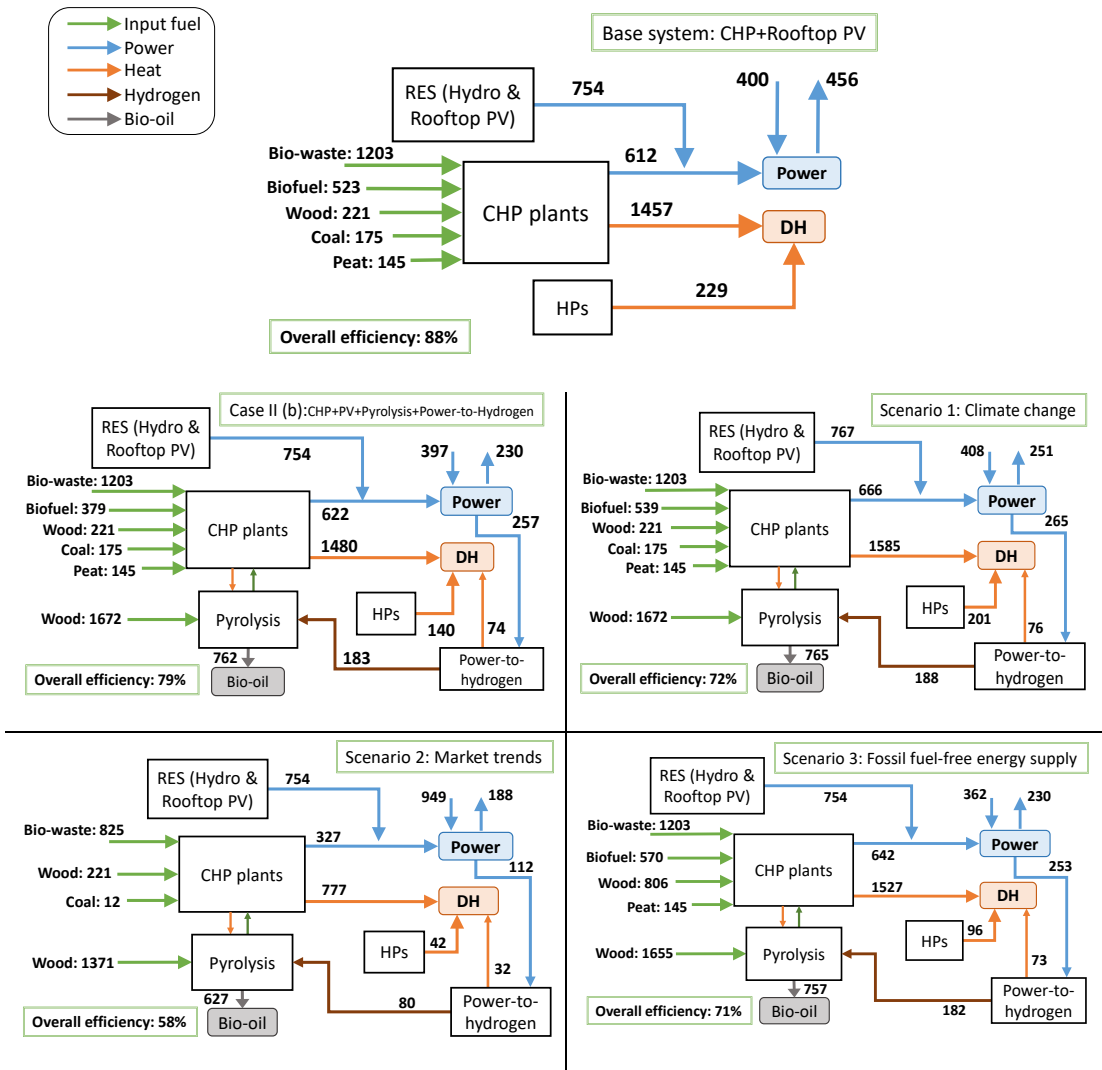 Input fuel
Power
Heat
Hydrogen
Bio-oil
Base system: CHP+Rooftop PV
RES (Hydro &
Rooftop PV)
754
400
456
Bio-waste: 1203
Biofuel: 523
Wood: 221
Coal: 175
Peat: 145
CHP plants
612
Power
1457
DH
HPs
229
Overall efficiency: 88%
Case II (b):CHP+PV+Pyrolysis+Power-to-Hydrogen
RES (Hydro &
Rooftop PV)
754
397
230
Bio-waste: 1203
Biofuel: 379
Wood: 221
Coal: 175
Peat: 145
CHP plants
622
Power
257
1480
DH
Wood: 1672
Pyrolysis
HPs
140
74
183
Power-to-
hydrogen
762
Bio-oil
Overall efficiency: 79%
Scenario 1: Climate change
RES (Hydro &
Rooftop PV)
767
408
251
Bio-waste: 1203
Biofuel: 539
Wood: 221
Coal: 175
Peat: 145
CHP plants
666
Power
265
1585
DH
Wood: 1672
Pyrolysis
HPs
201
76
188
Power-to-
hydrogen
765
Bio-oil
Overall efficiency: 72%
Scenario 2: Market trends
RES (Hydro &
Rooftop PV)
754
949
188
Bio-waste: 825
Wood: 221
Coal: 12
CHP plants
327
Power
112
777
DH
Wood: 1371
Pyrolysis
HPs
42
32
80
Power-to-
hydrogen
627
Bio-oil
Overall efficiency: 58%
Scenario 3: Fossil fuel-free energy supply
RES (Hydro &
Rooftop PV)
754
362
230
Bio-waste: 1203
Biofuel: 570
Wood: 806
Peat: 145
CHP plants
642
Power
253
1527
DH
Wood: 1655
Pyrolysis
HPs
96
73
182
Power-to-
hydrogen
757
Bio-oil
Overall efficiency: 71%